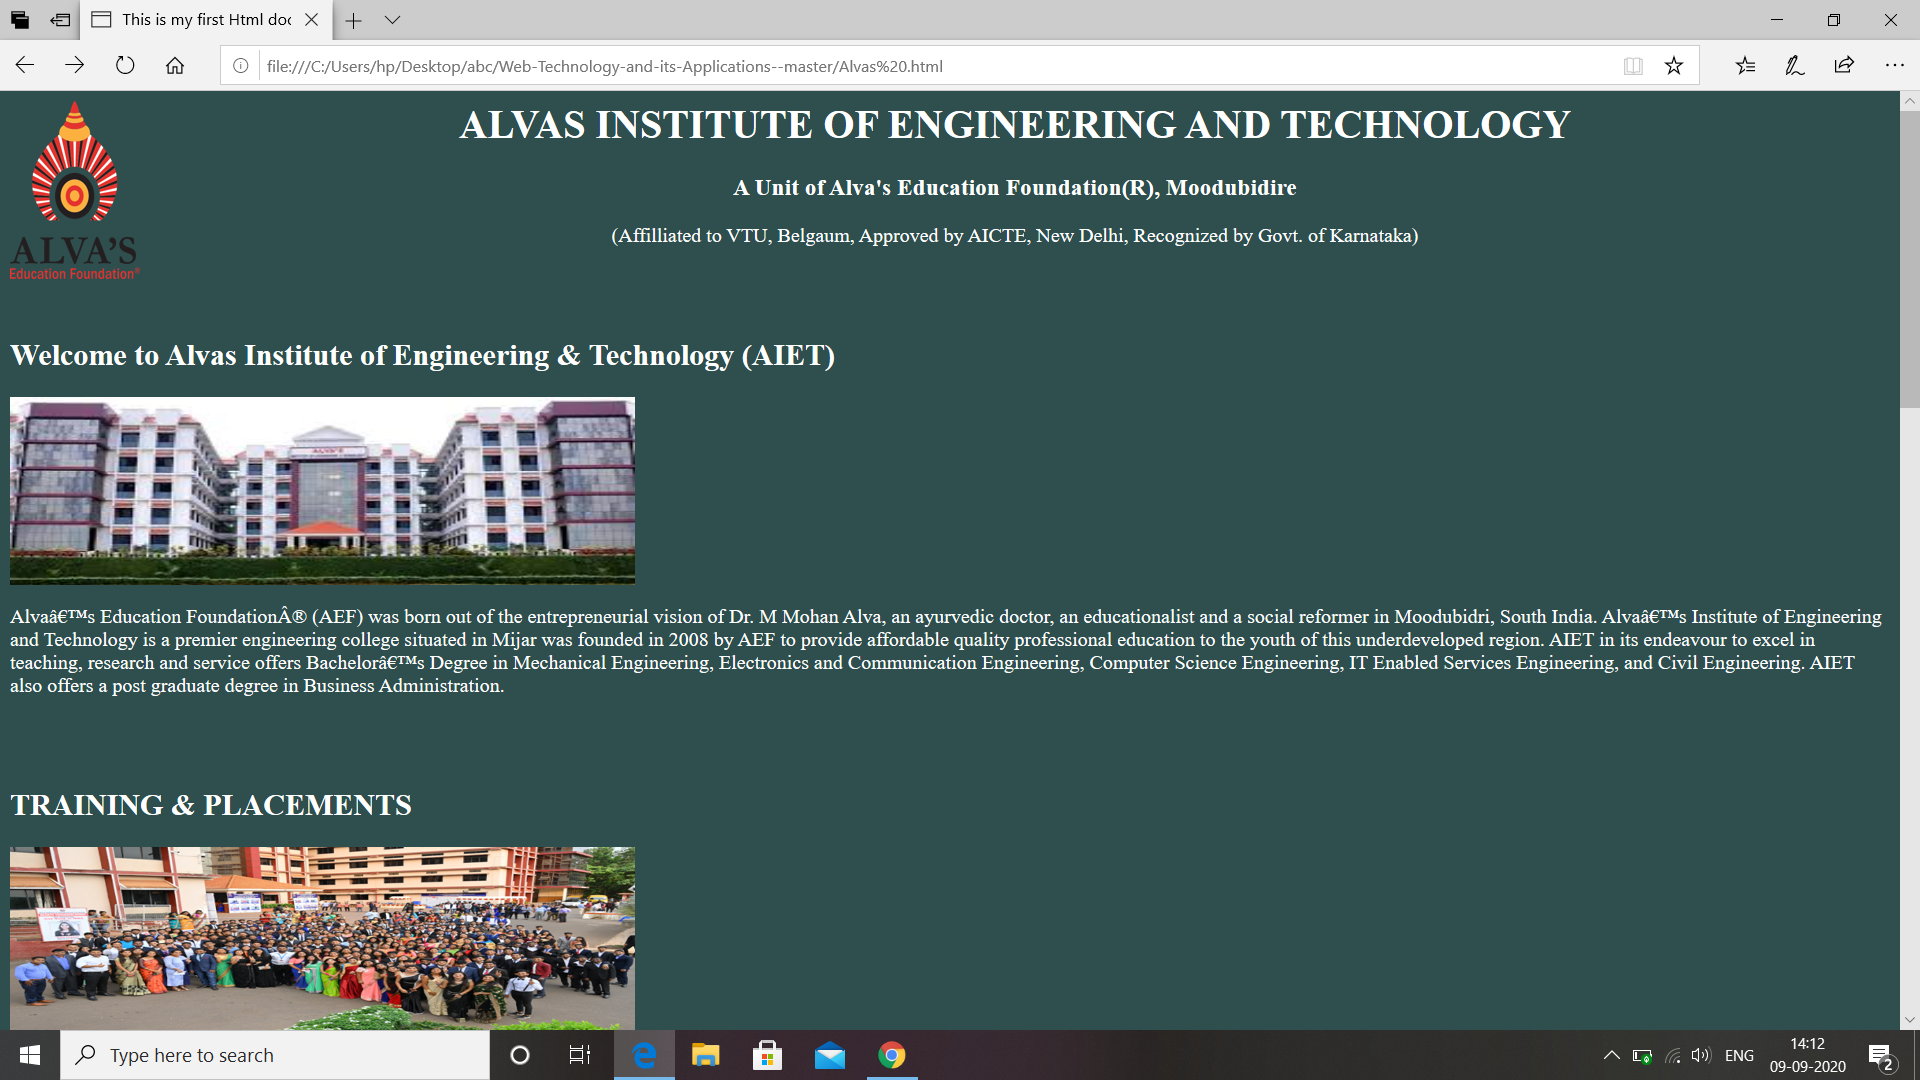 This is my first Html doc
file:///C:/Users/hp/Desktop/abc/Web-Technology-and-its-Applications--master/Alvas%20.html
ALVA'S
Education Foundation®
ALVAS INSTITUTE OF ENGINEERING AND TECHNOLOGY
A Unit of Alva's Education Foundation(R), Moodubidire
(Affilliated to VTU, Belgaum, Approved by AICTE, New Delhi, Recognized by Govt. of Karnataka)
Welcome to Alvas Institute of Engineering & Technology (AIET)
ALVA'S
Alvaâ€™s Education FoundationÂ® (AEF) was born out of the entrepreneurial vision of Dr. M Mohan Alva, an ayurvedic doctor, an educationalist and a social reformer in Moodubidri, South India. Alvaâ€™s Institute of Engineering
and Technology is a premier engineering college situated in Mijar was founded in 2008 by AEF to provide affordable quality professional education to the youth of this underdeveloped region. AIET in its endeavour to excel in
teaching, research and service offers Bachelorâ€™s Degree in Mechanical Engineering, Electronics and Communication Engineering, Computer Science Engineering, IT Enabled Services Engineering, and Civil Engineering. AIET
also offers a post graduate degree in Business Administration.
TRAINING & PLACEMENTS
Type here to search
ENG
14:12
09-09-2020
2